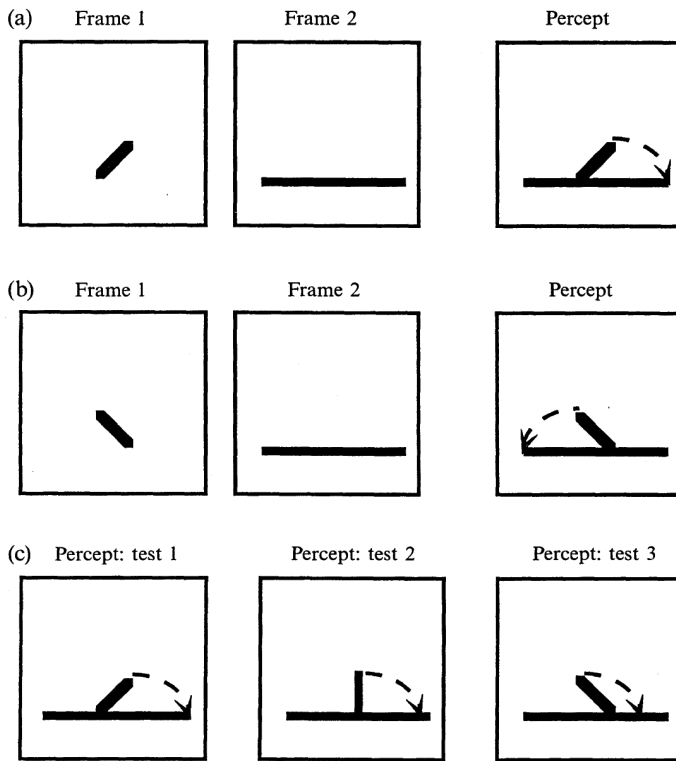 (a) Frame 1 Frame 2 Percept
(b) Frame 1 Frame 2 Percept
(c) Percept: test 1 Percept: test 2 Percept: test 3